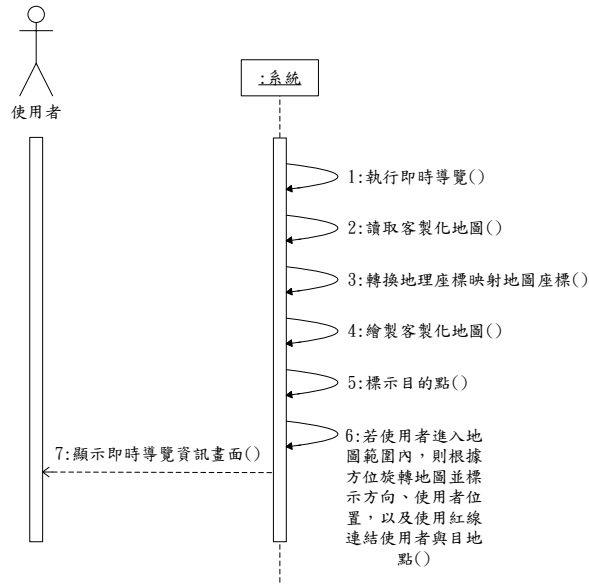 :系統
使用者
1:執行即時導覽()
2:讀取客製化地圖()
3:轉換地理座標映射地圖座標()
4:繪製客製化地圖()
5:標示目的點()
6:若使用者進入地
圖範圍內，則根據
方位旋轉地圖並標
示方向、使用者位
置，以及使用紅線
連結使用者與目地
點()
7:顯示即時導覽資訊畫面()